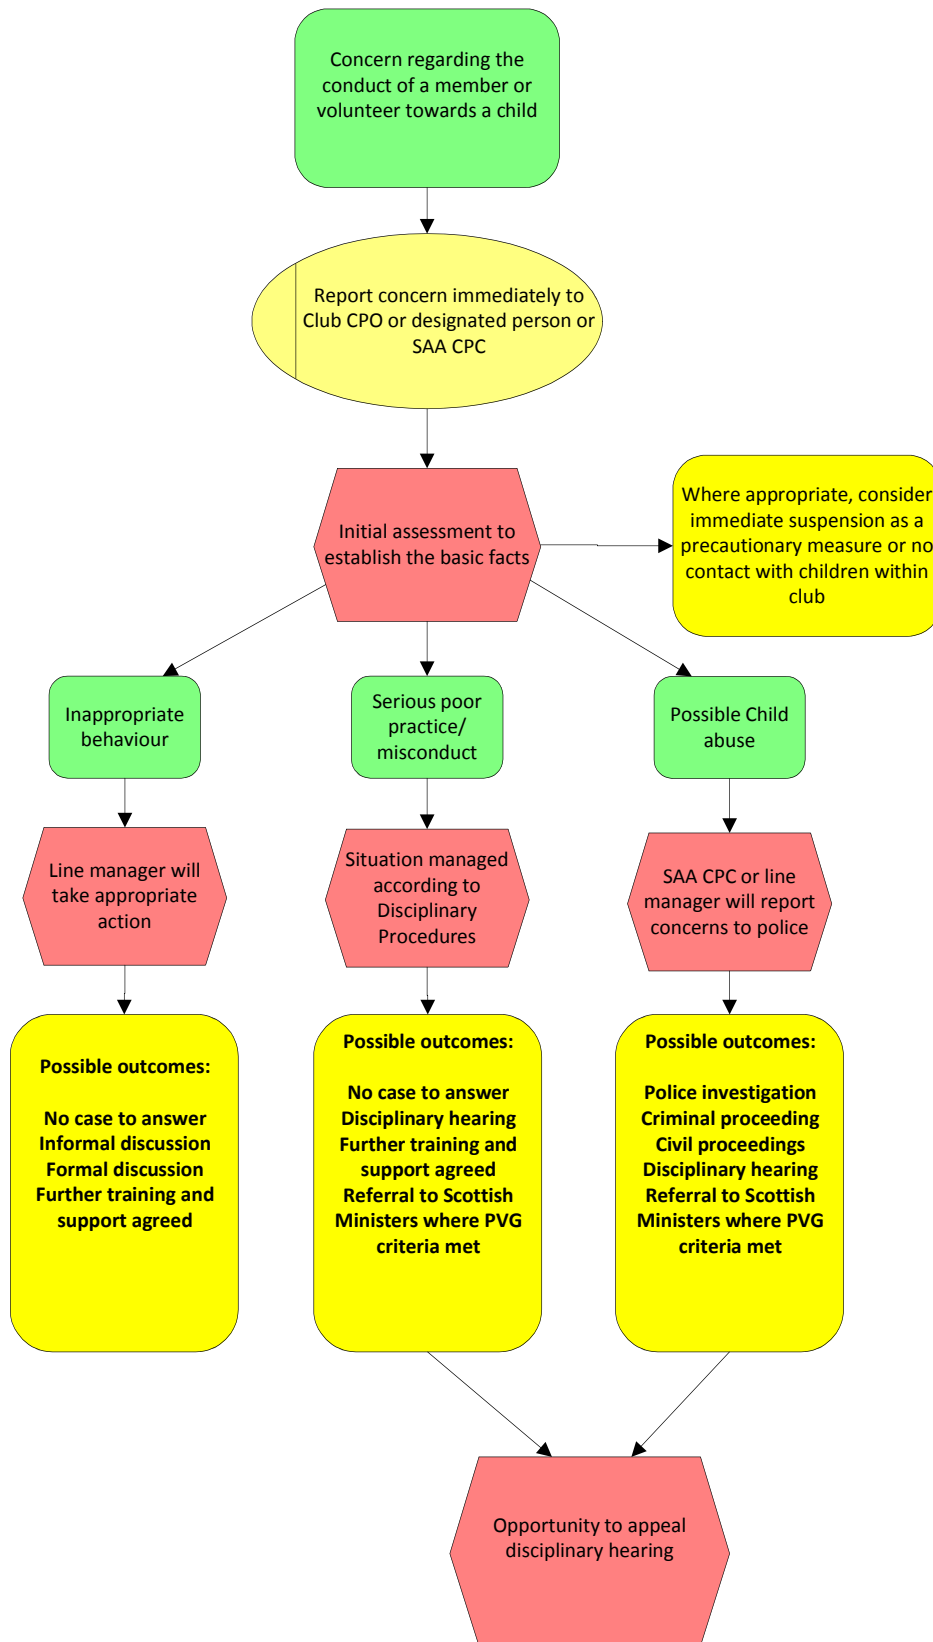 Concern regarding the
conduct of a member or
volunteer towards a child
Report concern immediately to
Club CPO or designated person or
SAA CPC
Initial assessment to
establish the basic facts
Where appropriate, consider
immediate suspension as a
precautionary measure or no
contact with children within
club
Inappropriate
behaviour
Serious poor
practice/
misconduct
Possible Child
abuse
Line manager will
take appropriate
action
Situation managed
according to
Disciplinary
Procedures
SAA CPC or line
manager will report
concerns to police
Possible outcomes:
No case to answer
Informal discussion
Formal discussion
Further training and
support agreed
Possible outcomes:
No case to answer
Disciplinary hearing
Further training and
support agreed
Referral to Scottish
Ministers where PVG
criteria met
Possible outcomes:
Police investigation
Criminal proceeding
Civil proceedings
Disciplinary hearing
Referral to Scottish
Ministers where PVG
criteria met
Opportunity to appeal
disciplinary hearing